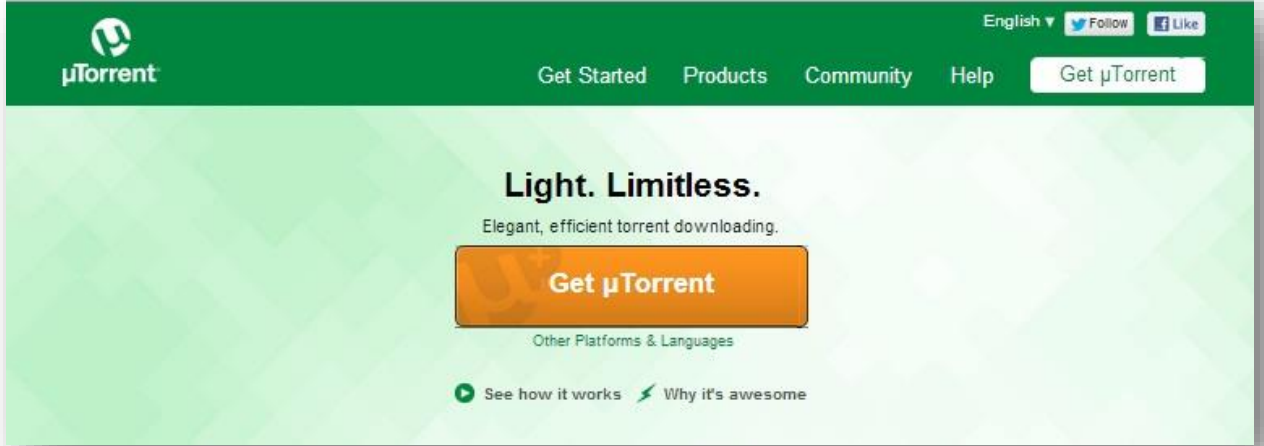 English ▾ Follow Like
µTorrent
Get Started Products Community Help Get µTorrent
Light. Limitless.
Elegant, efficient torrent downloading.
Get µTorrent
Other Platforms & Languages
See how it works Why it's awesome